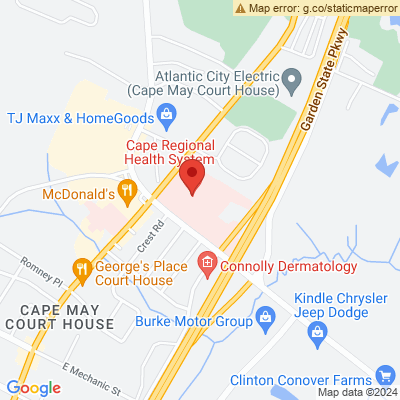 Map error: g.co/staticmaperror
Atlantic City Electric
(Cape May Court House)
Garden State Pkwy
TJ Maxx & HomeGoods
Cape Regional
Health System
McDonald's
Crest Rd
George's Place
Court House
Connolly Dermatology
Romney Pl
Kindle Chrysler
Jeep Dodge
CAPE MAY
COURT HOUSE
Burke Motor Group
E Mechanic St
Clinton Conover Farms
Google
Map data ©2024